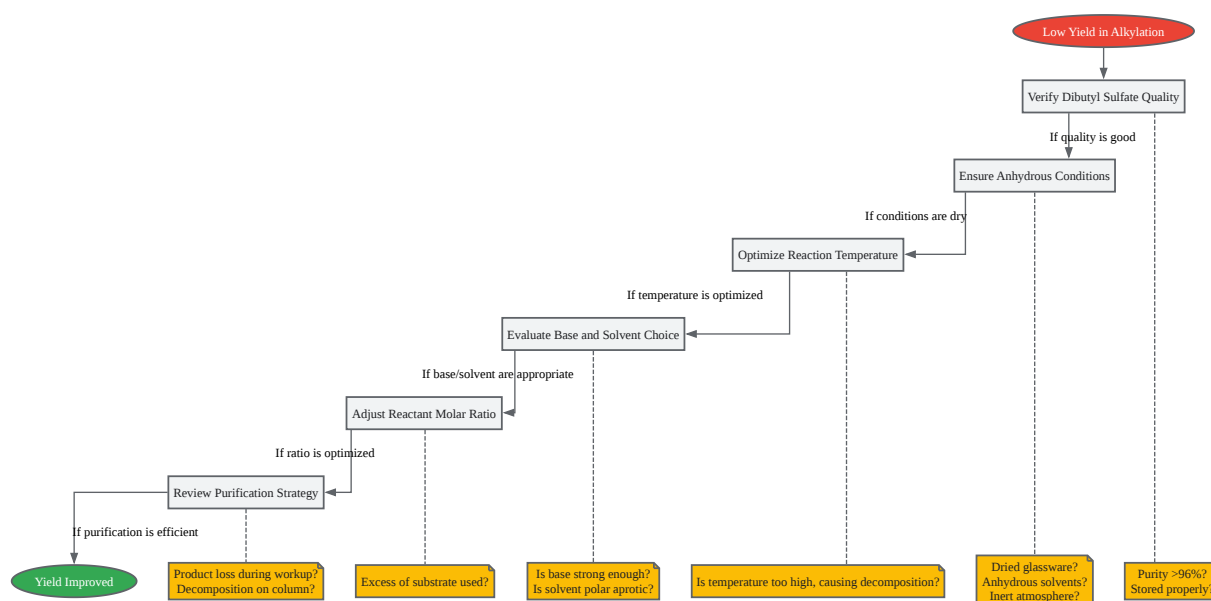 Low Yield in Alkylation
Verify Dibutyl Sulfate Quality
If quality is good
Ensure Anhydrous Conditions
If conditions are dry
Optimize Reaction Temperature
If temperature is optimized
Evaluate Base and Solvent Choice
If base/solvent are appropriate
Adjust Reactant Molar Ratio
If ratio is optimized
Review Purification Strategy
If purification is efficient
Yield Improved
Product loss during workup?
Decomposition on column?
Excess of substrate used?
Is base strong enough?
Is solvent polar aprotic?
Is temperature too high, causing decomposition?
Dried glassware?
Anhydrous solvents?
Inert atmosphere?
Purity >96%?
Stored properly?